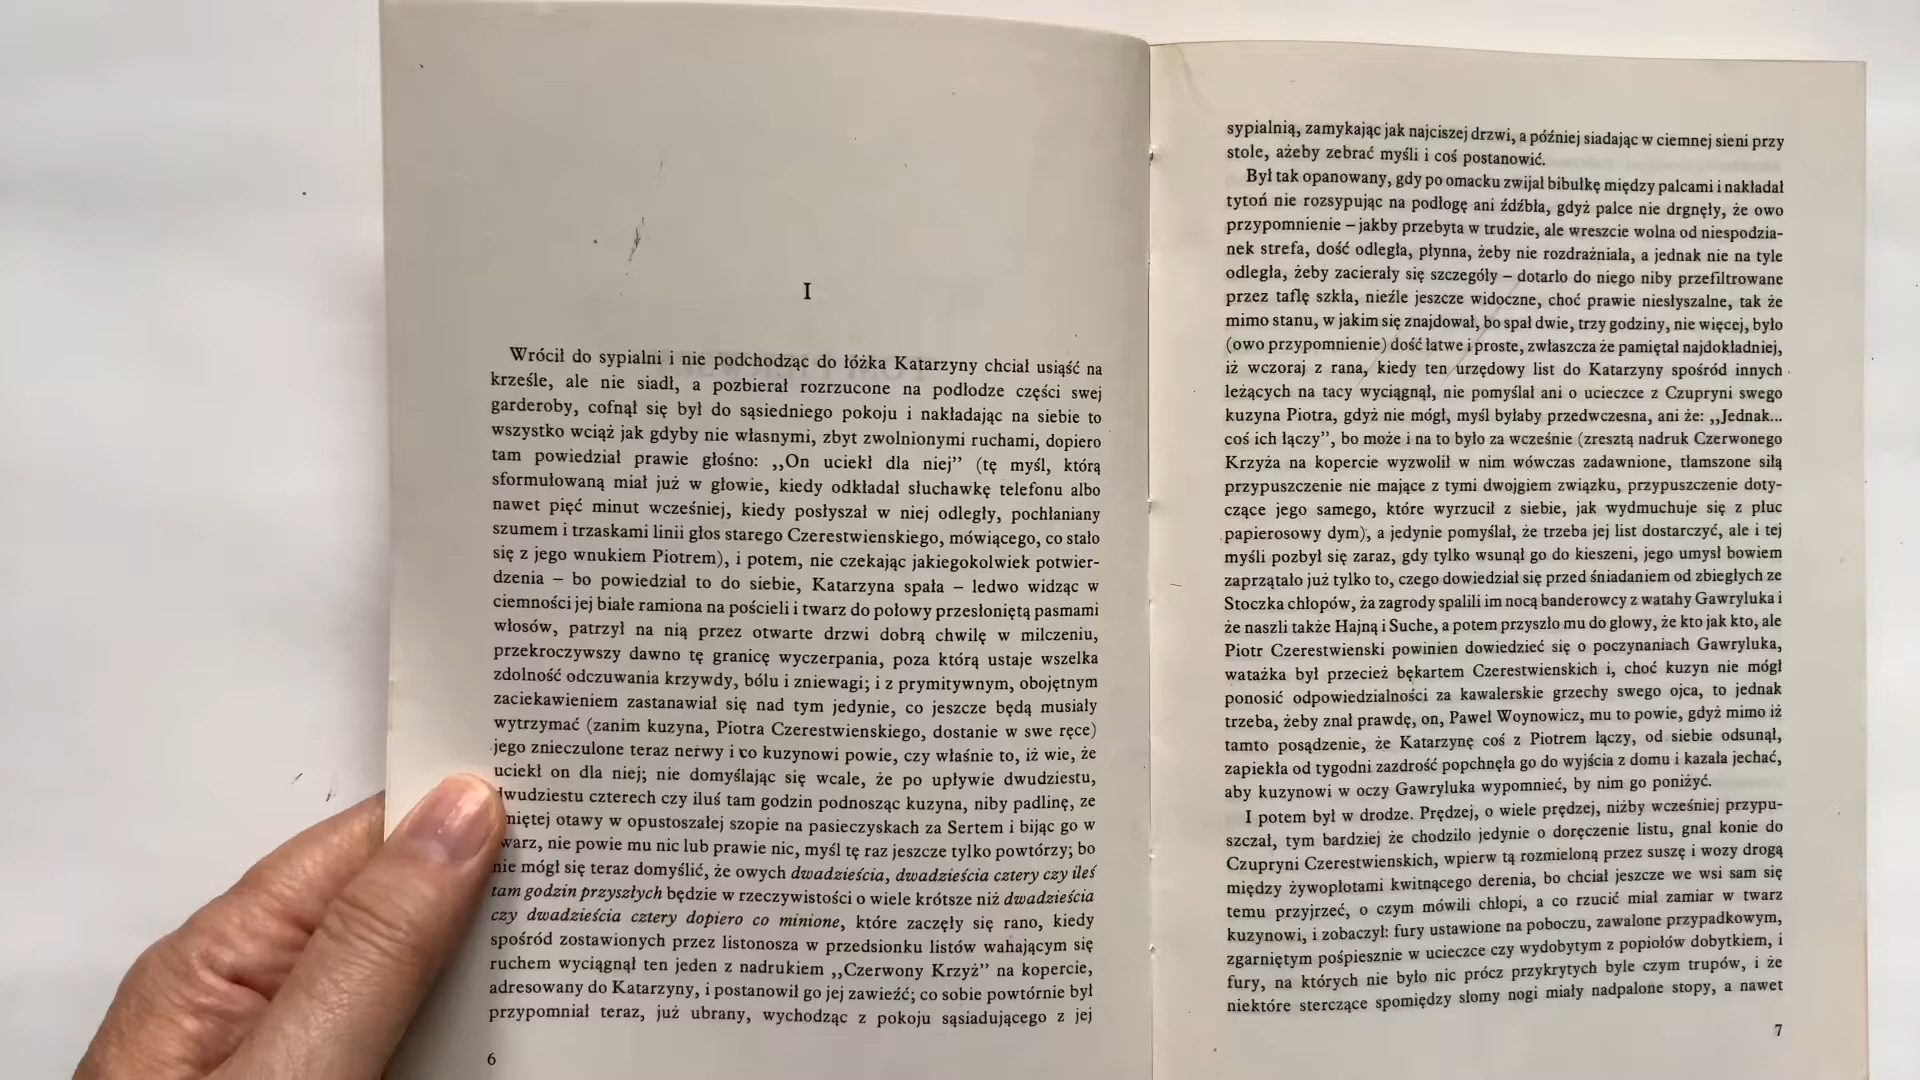 I
Wrócił do sypialni i nie podchodząc do łóżka Katarzyny chciał usiąść na
krześle, ale nie siadł, a pozbierał rozrzucone na podłodze części swej
garderoby, cofnął się był do sąsiedniego pokoju i nakładając na siebie to
wszystko wciąż jak gdyby nie własnymi, zbyt zwolnionymi ruchami, dopiero
tam powiedział prawie głośno: ,,On uciekł dla niej” (tę myśl, którą
sformułowaną miał już w głowie, kiedy odkładał słuchawkę telefonu albo
nawet pięć minut wcześniej, kiedy posłyszał w niej odległy, pochłaniany
szumem i trzaskami linii głos starego Czerestwienskiego, mówiącego, co stało
się z jego wnukiem Piotrem), i potem, nie czekając jakiegokolwiek potwier-
dzenia – bo powiedział to do siebie, Katarzyna spała – ledwo widząc w
ciemności jej białe ramiona na pościeli i twarz do połowy przesłoniętą pasmami
włosów, patrzył na nią przez otwarte drzwi dobrą chwilę w milczeniu,
przekroczywszy dawno tę granicę wyczerpania, poza którą ustaje wszelka
zdolność odczuwania krzywdy, bólu i zniewagi; i z prymitywnym, obojętnym
zaciekawieniem zastanawiał się nad tym jedynie, co jeszcze będą musiały
wytrzymać (zanim kuzyna, Piotra Czerestwienskiego, dostanie w swe ręce)
jego znieczulone teraz nerwy i co kuzynowi powie, czy właśnie to, iż wie, że
uciekł on dla niej; nie domyślając się wcale, że po upływie dwudziestu,
dwudziestu czterech czy iluś tam godzin podnosząc kuzyna, niby padlinę, ze
zmiętej otawy w opustoszałej szopie na pasieczyskach za Sertem i bijąc go w
twarz, nie powie mu nic lub prawie nic, myśl tę raz jeszcze tylko powtórzy; bo
nie mógł się teraz domyślić, że owych dwadzieścia, dwadzieścia cztery czy ileś
tam godzin przyszłych będzie w rzeczywistości o wiele krótsze niż dwadzieścia
czy dwadzieścia cztery dopiero co minione, które zaczęły się rano, kiedy
spośród zostawionych przez listonosza w przedsionku listów wahającym się
ruchem wyciągnął ten jeden z nadrukiem ,,Czerwony Krzyż” na kopercie,
adresowany do Katarzyny, i postanowił go jej zawieźć; co sobie powtórnie był
przypomniał teraz, już ubrany, wychodząc z pokoju sąsiadującego z jej
6
sypialnią, zamykając jak najciszej drzwi, a później siadając w ciemnej sieni przy
stole, ażeby zebrać myśli i coś postanowić.
Był tak opanowany, gdy po omacku zwijał bibułkę między palcami i nakładał
tytoń nie rozsypując na podłogę ani źdźbła, gdyż palce nie drgnęły, że owo
przypomnienie – jakby przebyta w trudzie, ale wreszcie wolna od niespodzia-
nek strefa, dość odległa, płynna, żeby nie rozdrażniała, a jednak nie na tyle
odległa, żeby zacierały się szczegóły – dotarło do niego niby przefiltrowane
przez taflę szkła, nieźle jeszcze widoczne, choć prawie niesłyszalne, tak że
mimo stanu, w jakim się znajdował, bo spał dwie, trzy godziny, nie więcej, było
(owo przypomnienie) dość łatwe i proste, zwłaszcza że pamiętał najdokładniej,
iż wczoraj z rana, kiedy ten urzędowy list do Katarzyny spośród innych
leżących na tacy wyciągnął, nie pomyślał ani o ucieczce z Czupryni swego
kuzyna Piotra, gdyż nie mógł, myśl byłaby przedwczesna, ani że: ,,Jednak...
coś ich łączy”, bo może i na to było za wcześnie (zresztą nadruk Czerwonego
Krzyża na kopercie wyzwolił w nim wówczas zadawnione, tłamszone siłą
przypuszczenie nie mające z tymi dwojgiem związku, przypuszczenie doty-
czące jego samego, które wyrzucił z siebie, jak wydmuchuje się z płuc
papierosowy dym), a jedynie pomyślał, że trzeba jej list dostarczyć, ale i tej
myśli pozbył się zaraz, gdy tylko wsunął go do kieszeni, jego umysł bowiem
zaprzątało już tylko to, czego dowiedział się przed śniadaniem od zbiegłych ze
Stoczka chłopów, ża zagrody spalili im nocą banderowcy z watahy Gawryluka i
że naszli także Hajną i Suche, a potem przyszło mu do głowy, że kto jak kto, ale
Piotr Czerestwienski powinien dowiedzieć się o poczynaniach Gawryluka,
watażka był przecież bękartem Czerestwienskich i, choć kuzyn nie mógł
ponosić odpowiedzialności za kawalerskie grzechy swego ojca, to jednak
trzeba, żeby znał prawdę, on, Paweł Woynowicz, mu to powie, gdyż mimo iż
tamto posądzenie, że Katarzynę coś z Piotrem łączy, od siebie odsunął,
zapiekła od tygodni zazdrość popchnęła go do wyjścia z domu i kazała jechać,
aby kuzynowi w oczy Gawryluka wypomnieć, by nim go poniżyć.
I potem był w drodze. Prędzej, o wiele prędzej, niżby wcześniej przypu-
szczał, tym bardziej że chodziło jedynie o doręczenie listu, gnał konie do
Czupryni Czerestwienskich, wpierw tą rozmieloną przez suszę i wozy drogą
między żywopłotami kwitnącego derenia, bo chciał jeszcze we wsi sam się
temu przyjrzeć, o czym mówili chłopi, a co rzucić miał zamiar w twarz
kuzynowi, i zobaczył: fury ustawione na poboczu, zawalone przypadkowym,
zgarniętym pośpiesznie w ucieczce czy wydobytym z popiołów dobytkiem, i
fury, na których nie było nic prócz przykrytych byle czym trupów, i że
niektóre sterczące spomiędzy słomy nogi miały nadpalone stopy, a nawet
7